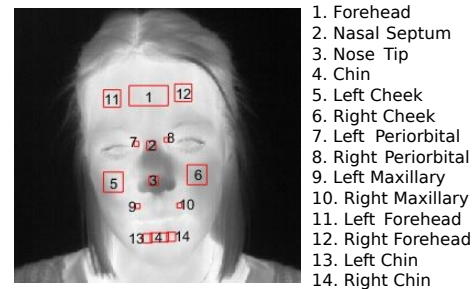 1. Forehead
2. Nasal Septum
3. Nose Tip
4. Chin
5. Left Cheek
6. Right Cheek
7. Left Periorbital
8. Right Periorbital
9. Left Maxillary
10. Right Maxillary
11. Left Forehead
12. Right Forehead
13. Left Chin
14. Right Chin
11 1 12
7 2 8
5 3 6
9 10
13 4 14